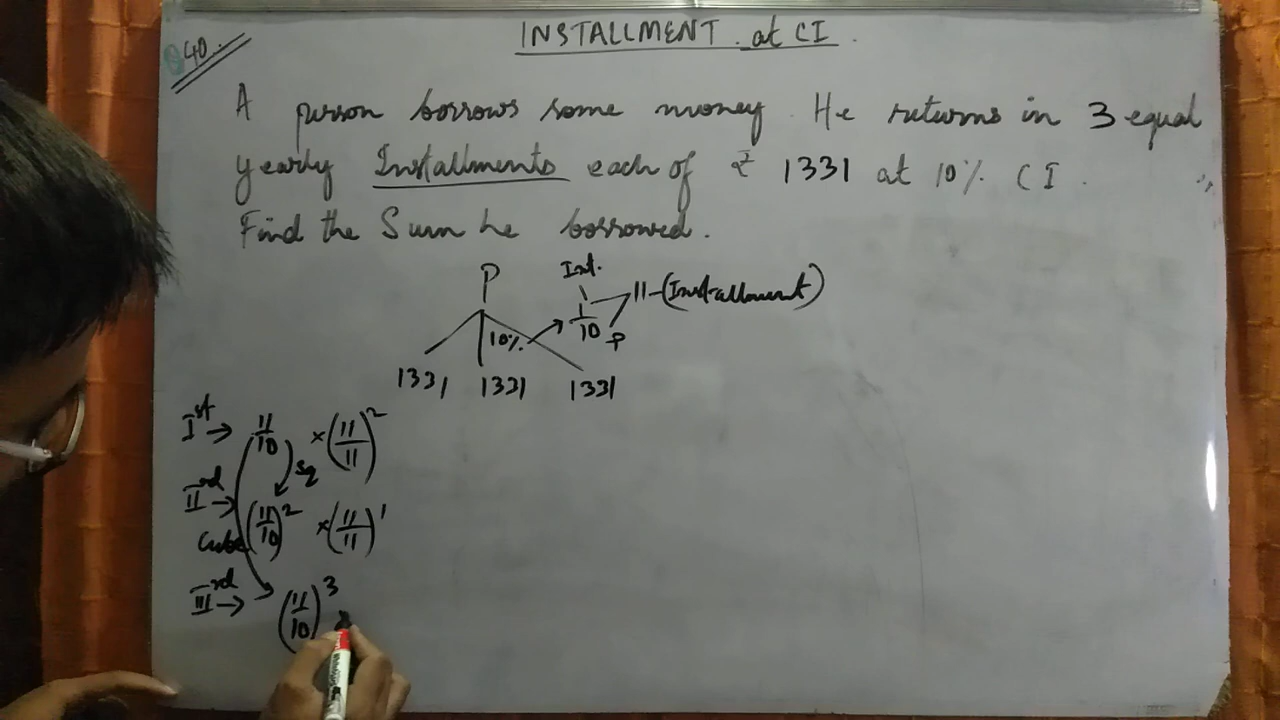 Q40.
INSTALLMENT at CI.
A person borrows some money. He returns in 3 equal
yearly Installments each of ₹ 1331 at 10% CI.
Find the Sum he borrowed.
P
10%
Int.
1/10
P
11-(Installment)
1331 1331 1331
Ist→ 11/10 ×(11/11)^2
Sq
IInd→ (11/10)^2 ×(11/11)^1
Cube
IIIrd→ (11/10)^3